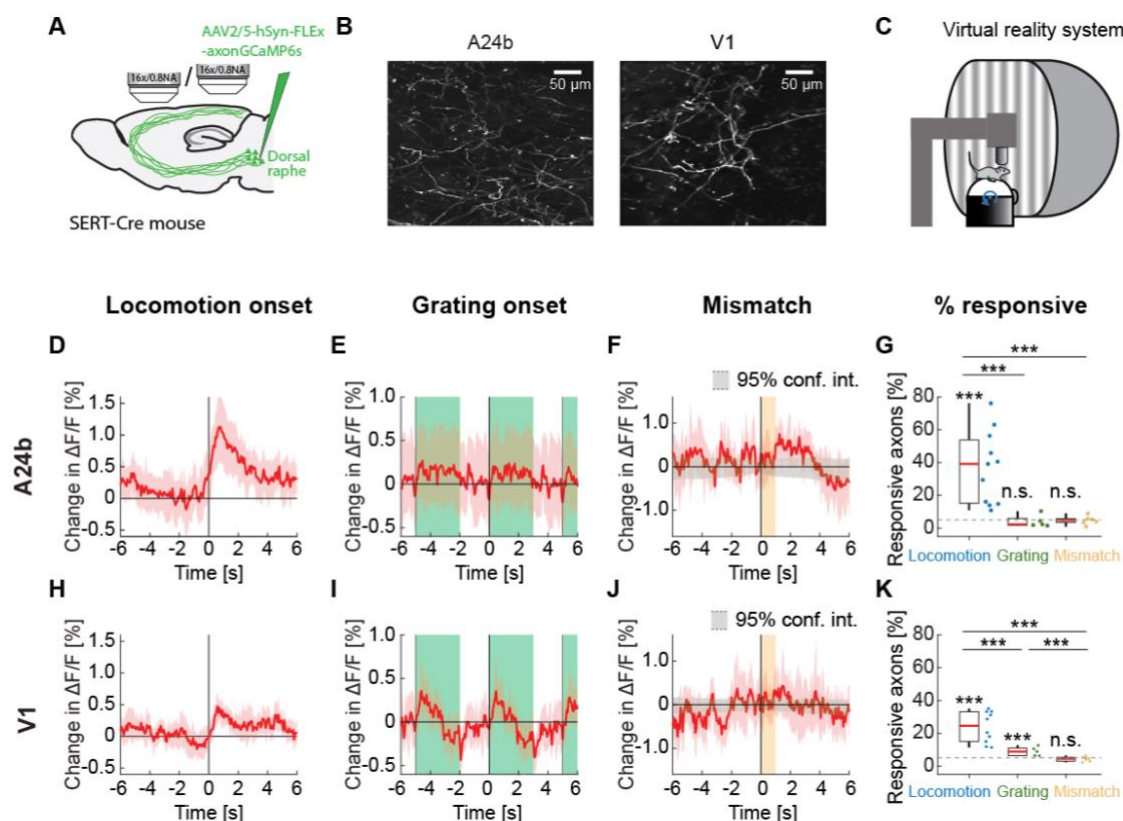 A
AAV2/5-hSyn-FLEx
-axonGCaMP6s
16x/0.8NA
/
16x/0.8NA
Dorsal
raphe
SERT-Cre mouse
B
A24b
50 µm
V1
50 µm
C
Virtual reality system
Locomotion onset
Grating onset
Mismatch
% responsive
A24b
D
Change in ΔF/F [%]
1.5
1.0
0.5
0
-0.5
-6 -4 -2 0 2 4 6
Time [s]
E
Change in ΔF/F [%]
1.0
0.5
0
-0.5
-6 -4 -2 0 2 4 6
Time [s]
F
95% conf. int.
Change in ΔF/F [%]
1.0
0
-1.0
-6 -4 -2 0 2 4 6
Time [s]
G
***
***
***
n.s.
n.s.
Responsive axons [%]
80
60
40
20
0
Locomotion Grating Mismatch
V1
H
Change in ΔF/F [%]
1.5
1.0
0.5
0
-0.5
-6 -4 -2 0 2 4 6
Time [s]
I
Change in ΔF/F [%]
1.0
0.5
0
-0.5
-6 -4 -2 0 2 4 6
Time [s]
J
95% conf. int.
Change in ΔF/F [%]
1.0
0
-1.0
-6 -4 -2 0 2 4 6
Time [s]
K
***
*** ***
***
***
n.s.
Responsive axons [%]
80
60
40
20
0
Locomotion Grating Mismatch